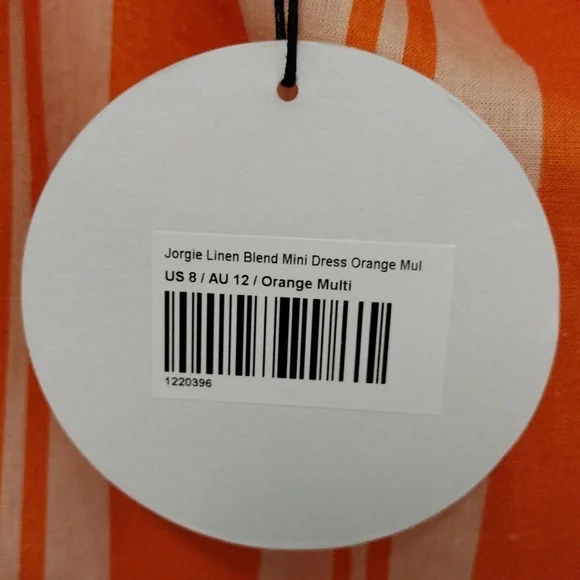 Jorgie Linen Blend Mini Dress Orange Mul
US 8 / AU 12 / Orange Multi
1220396